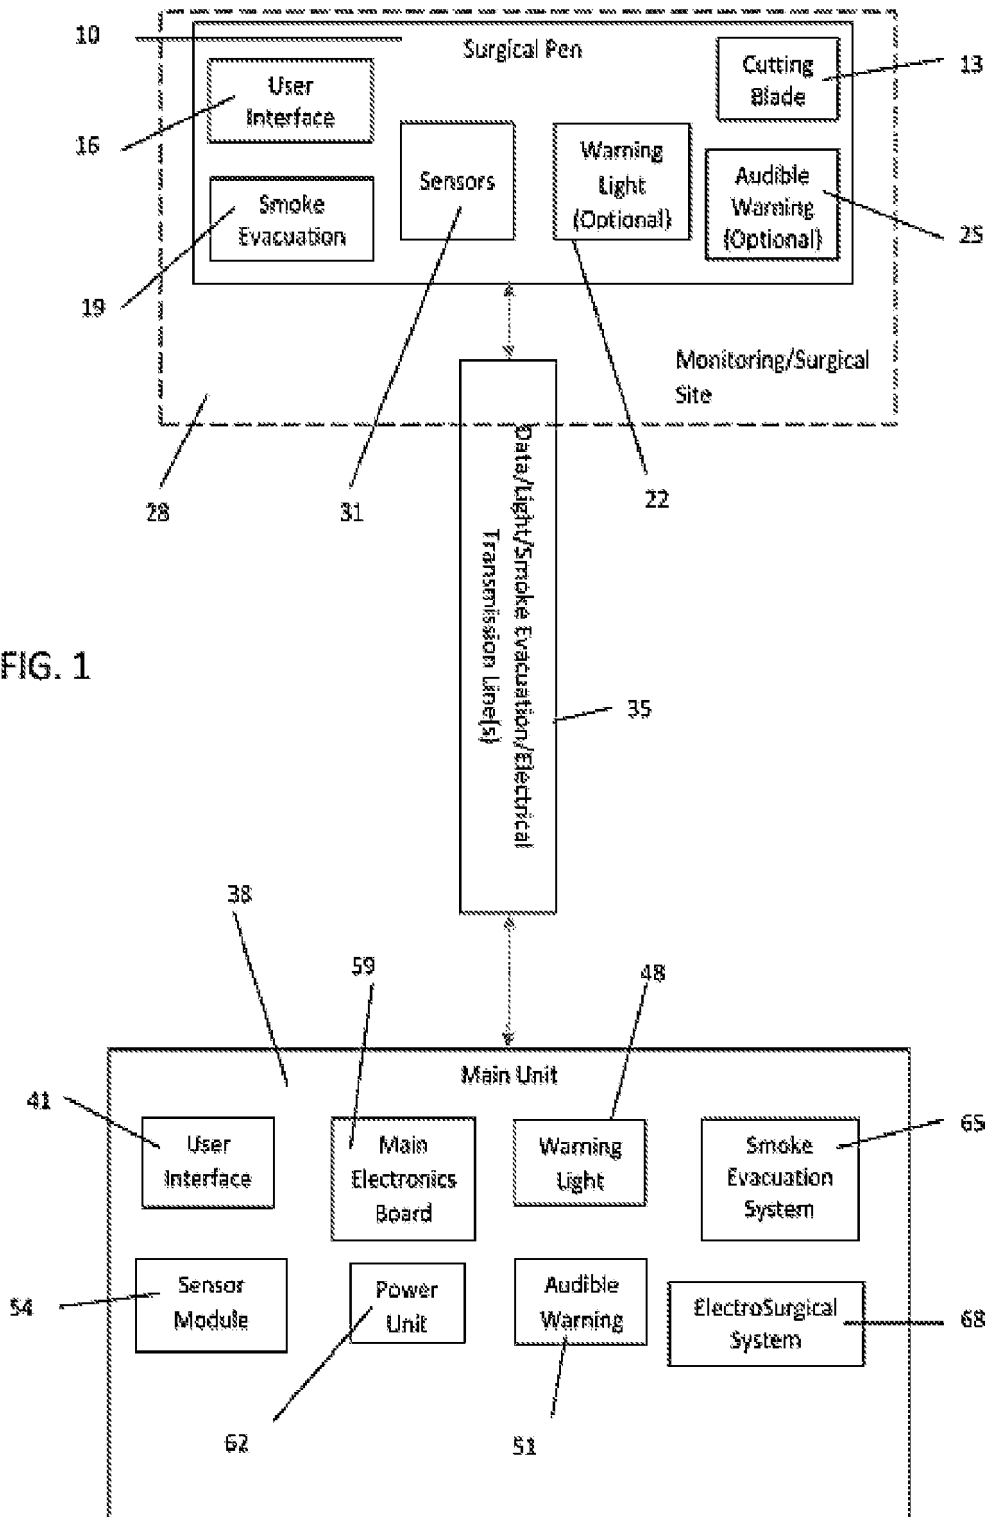 10
Surgical Pen
Cutting
Blade
13
User
Interface
16
Sensors
Warning
Light
(Optional)
Audible
Warning
(Optional)
25
Smoke
Evacuation
19
Monitoring/Surgical
Site
28
31
22
Data/Light/Smoke Evacuation/Electrical
Transmission Line(s)
FIG. 1
35
38
59
48
Main Unit
41
User
Interface
Main
Electronics
Board
Warning
Light
Smoke
Evacuation
System
65
54
Sensor
Module
Power
Unit
Audible
Warning
ElectroSurgical
System
68
62
51